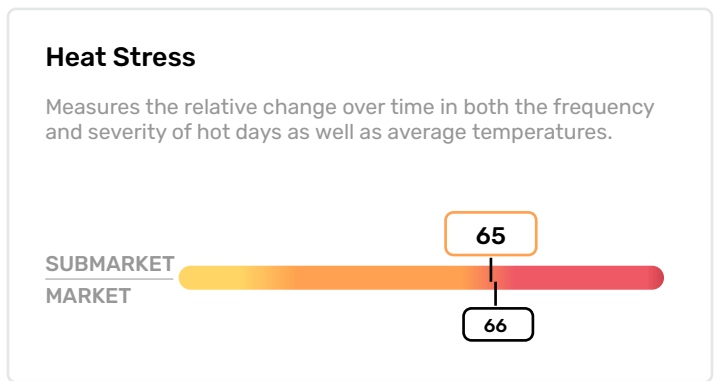 Heat Stress
Measures the relative change over time in both the frequency
and severity of hot days as well as average temperatures.
65
SUBMARKET
MARKET
66